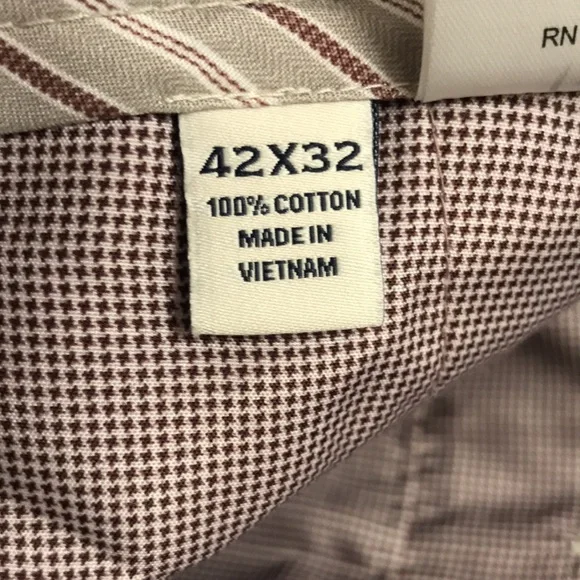 RN
42X32
100% COTTON
MADE IN
VIETNAM